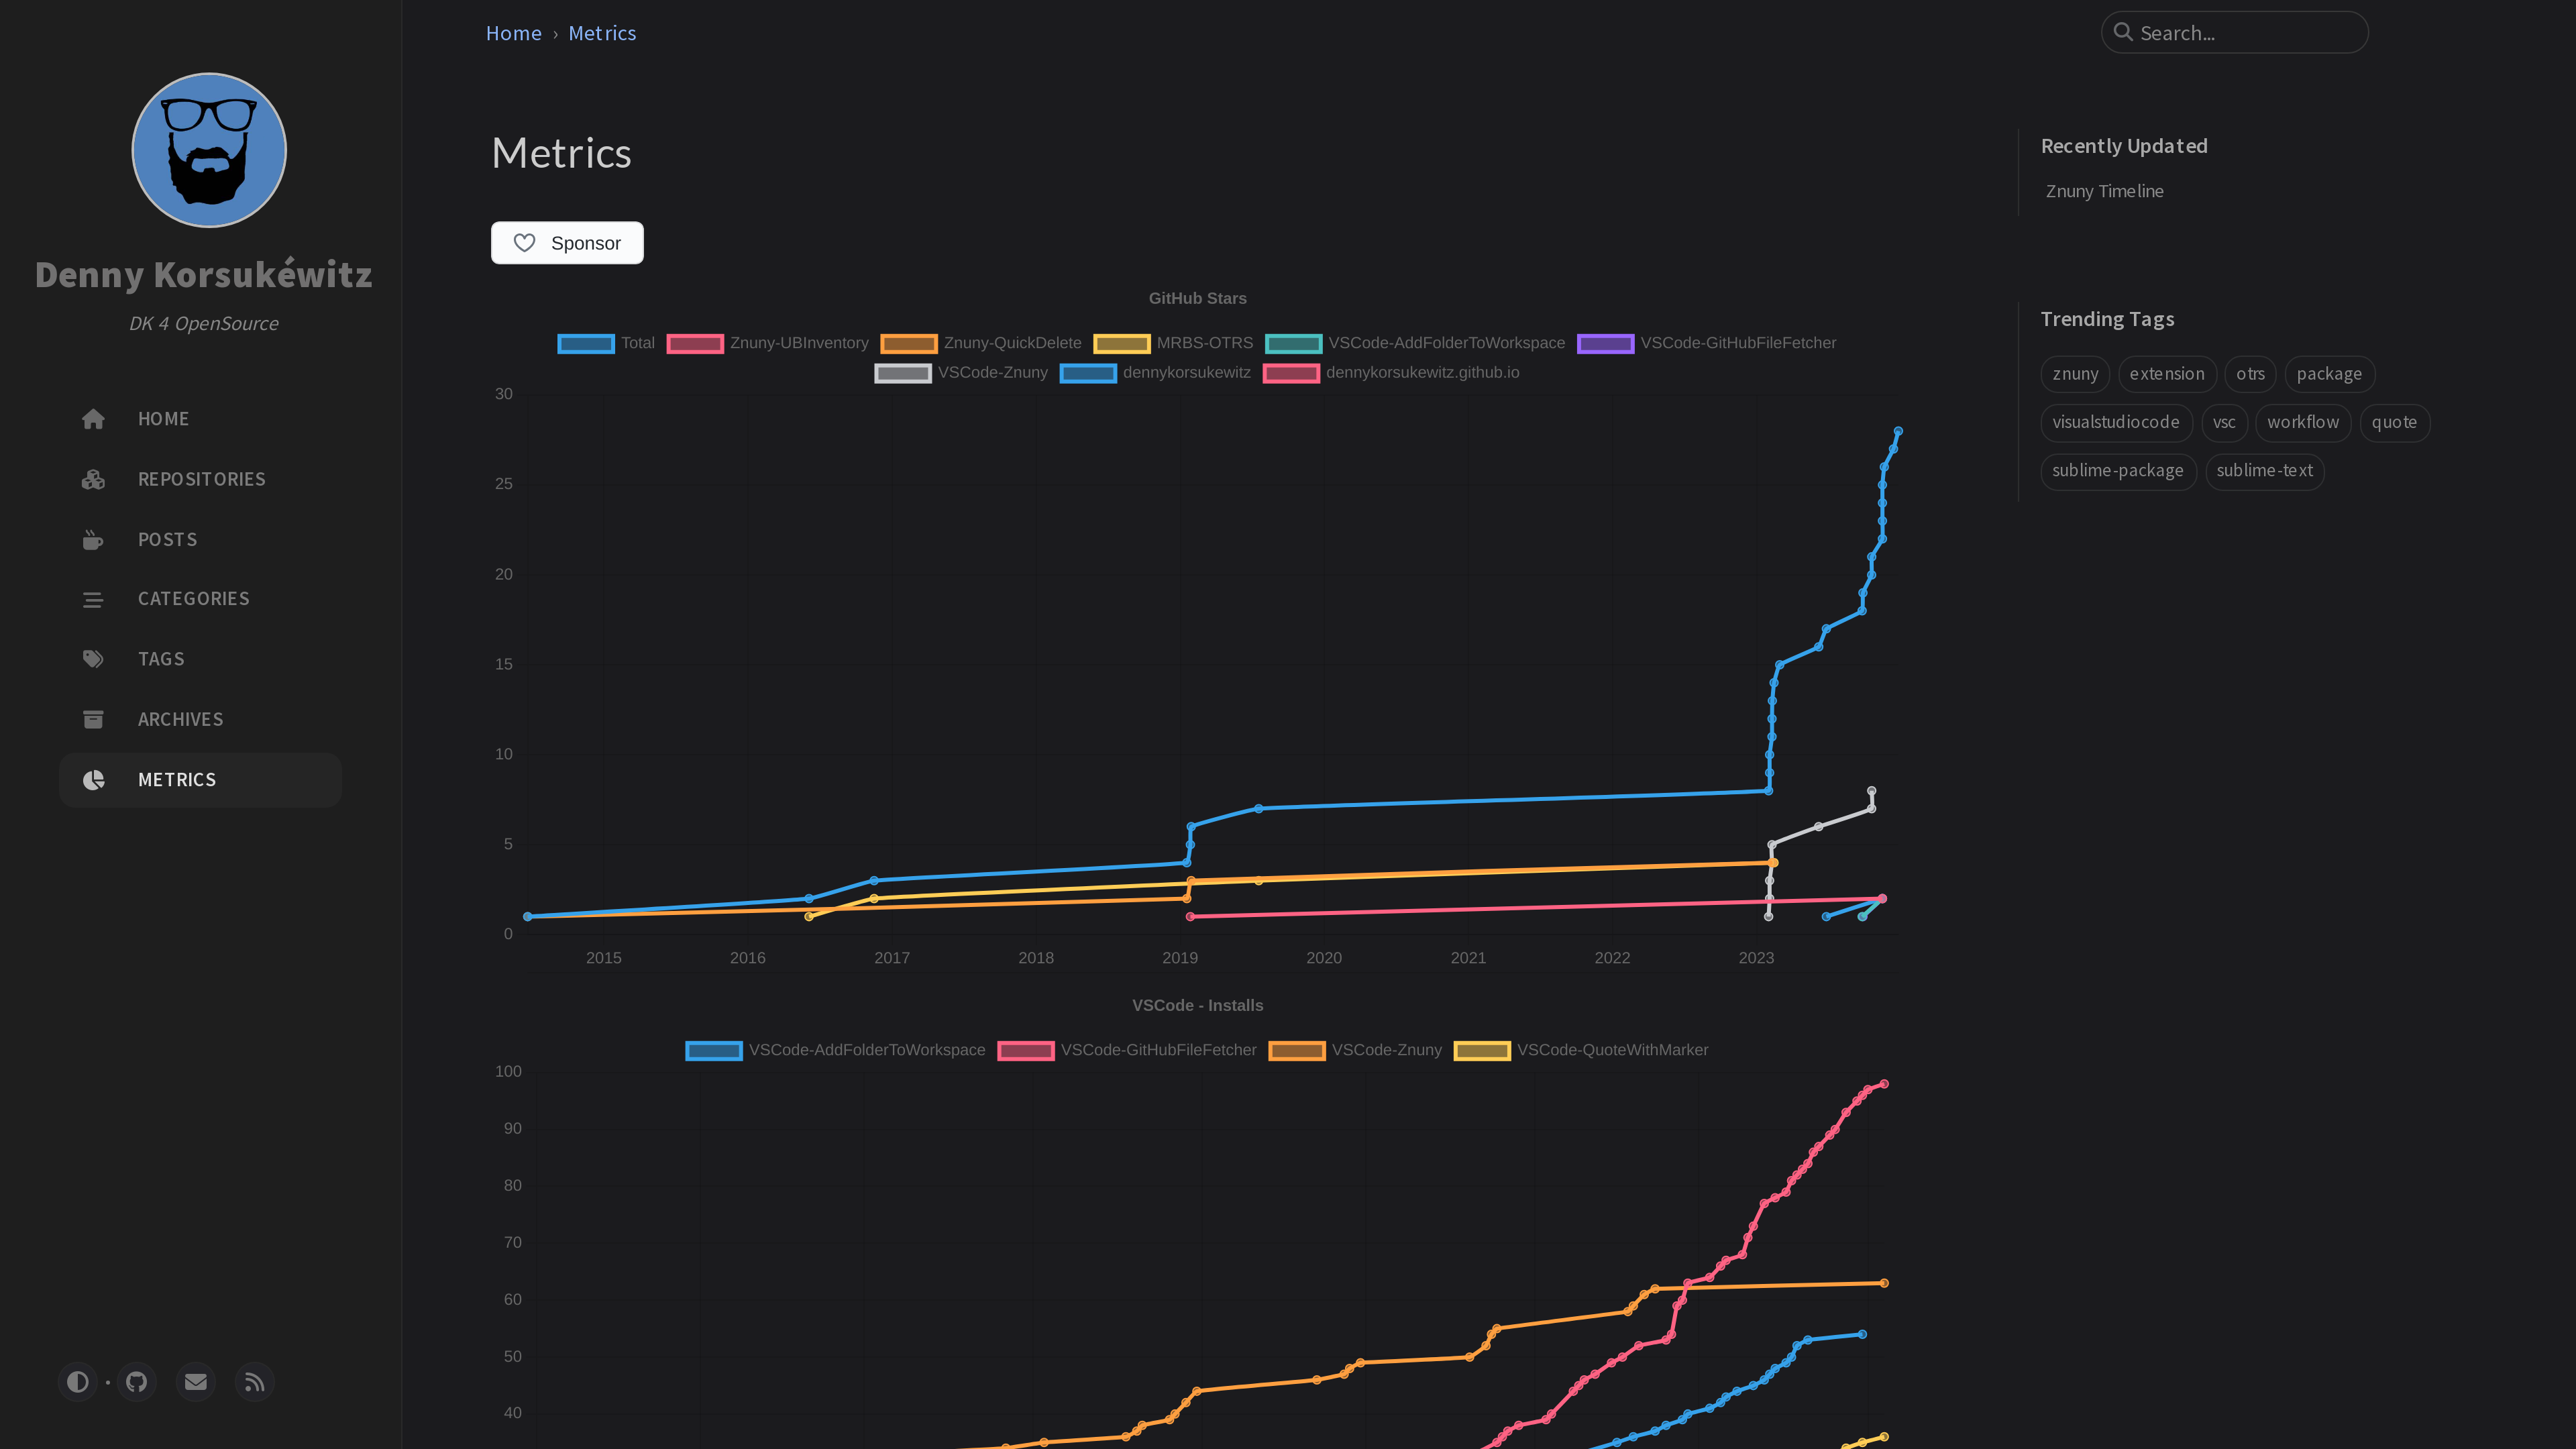 Home › Metrics
Search...
Denny Korsukéwitz
DK 4 OpenSource
HOME
REPOSITORIES
POSTS
CATEGORIES
TAGS
ARCHIVES
METRICS
Metrics
Sponsor
GitHub Stars
Total Znuny-UBInventory Znuny-QuickDelete MRBS-OTRS VSCode-AddFolderToWorkspace VSCode-GitHubFileFetcher
VSCode-Znuny dennykorsukewitz dennykorsukewitz.github.io
30
25
20
15
10
5
0
2015 2016 2017 2018 2019 2020 2021 2022 2023
VSCode - Installs
VSCode-AddFolderToWorkspace VSCode-GitHubFileFetcher VSCode-Znuny VSCode-QuoteWithMarker
100
90
80
70
60
50
40
Recently Updated
Znuny Timeline
Trending Tags
znuny extension otrs package
visualstudiocode vsc workflow quote
sublime-package sublime-text